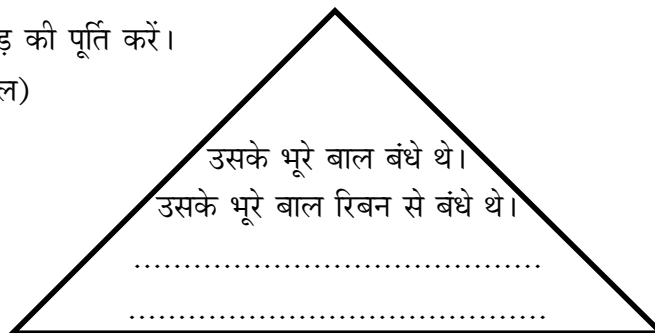 की पूर्ति करें।
उसके भूरे बाल बंधे थे।
उसके भूरे बाल रिबन से बंधे थे।
.........................................
..........................................